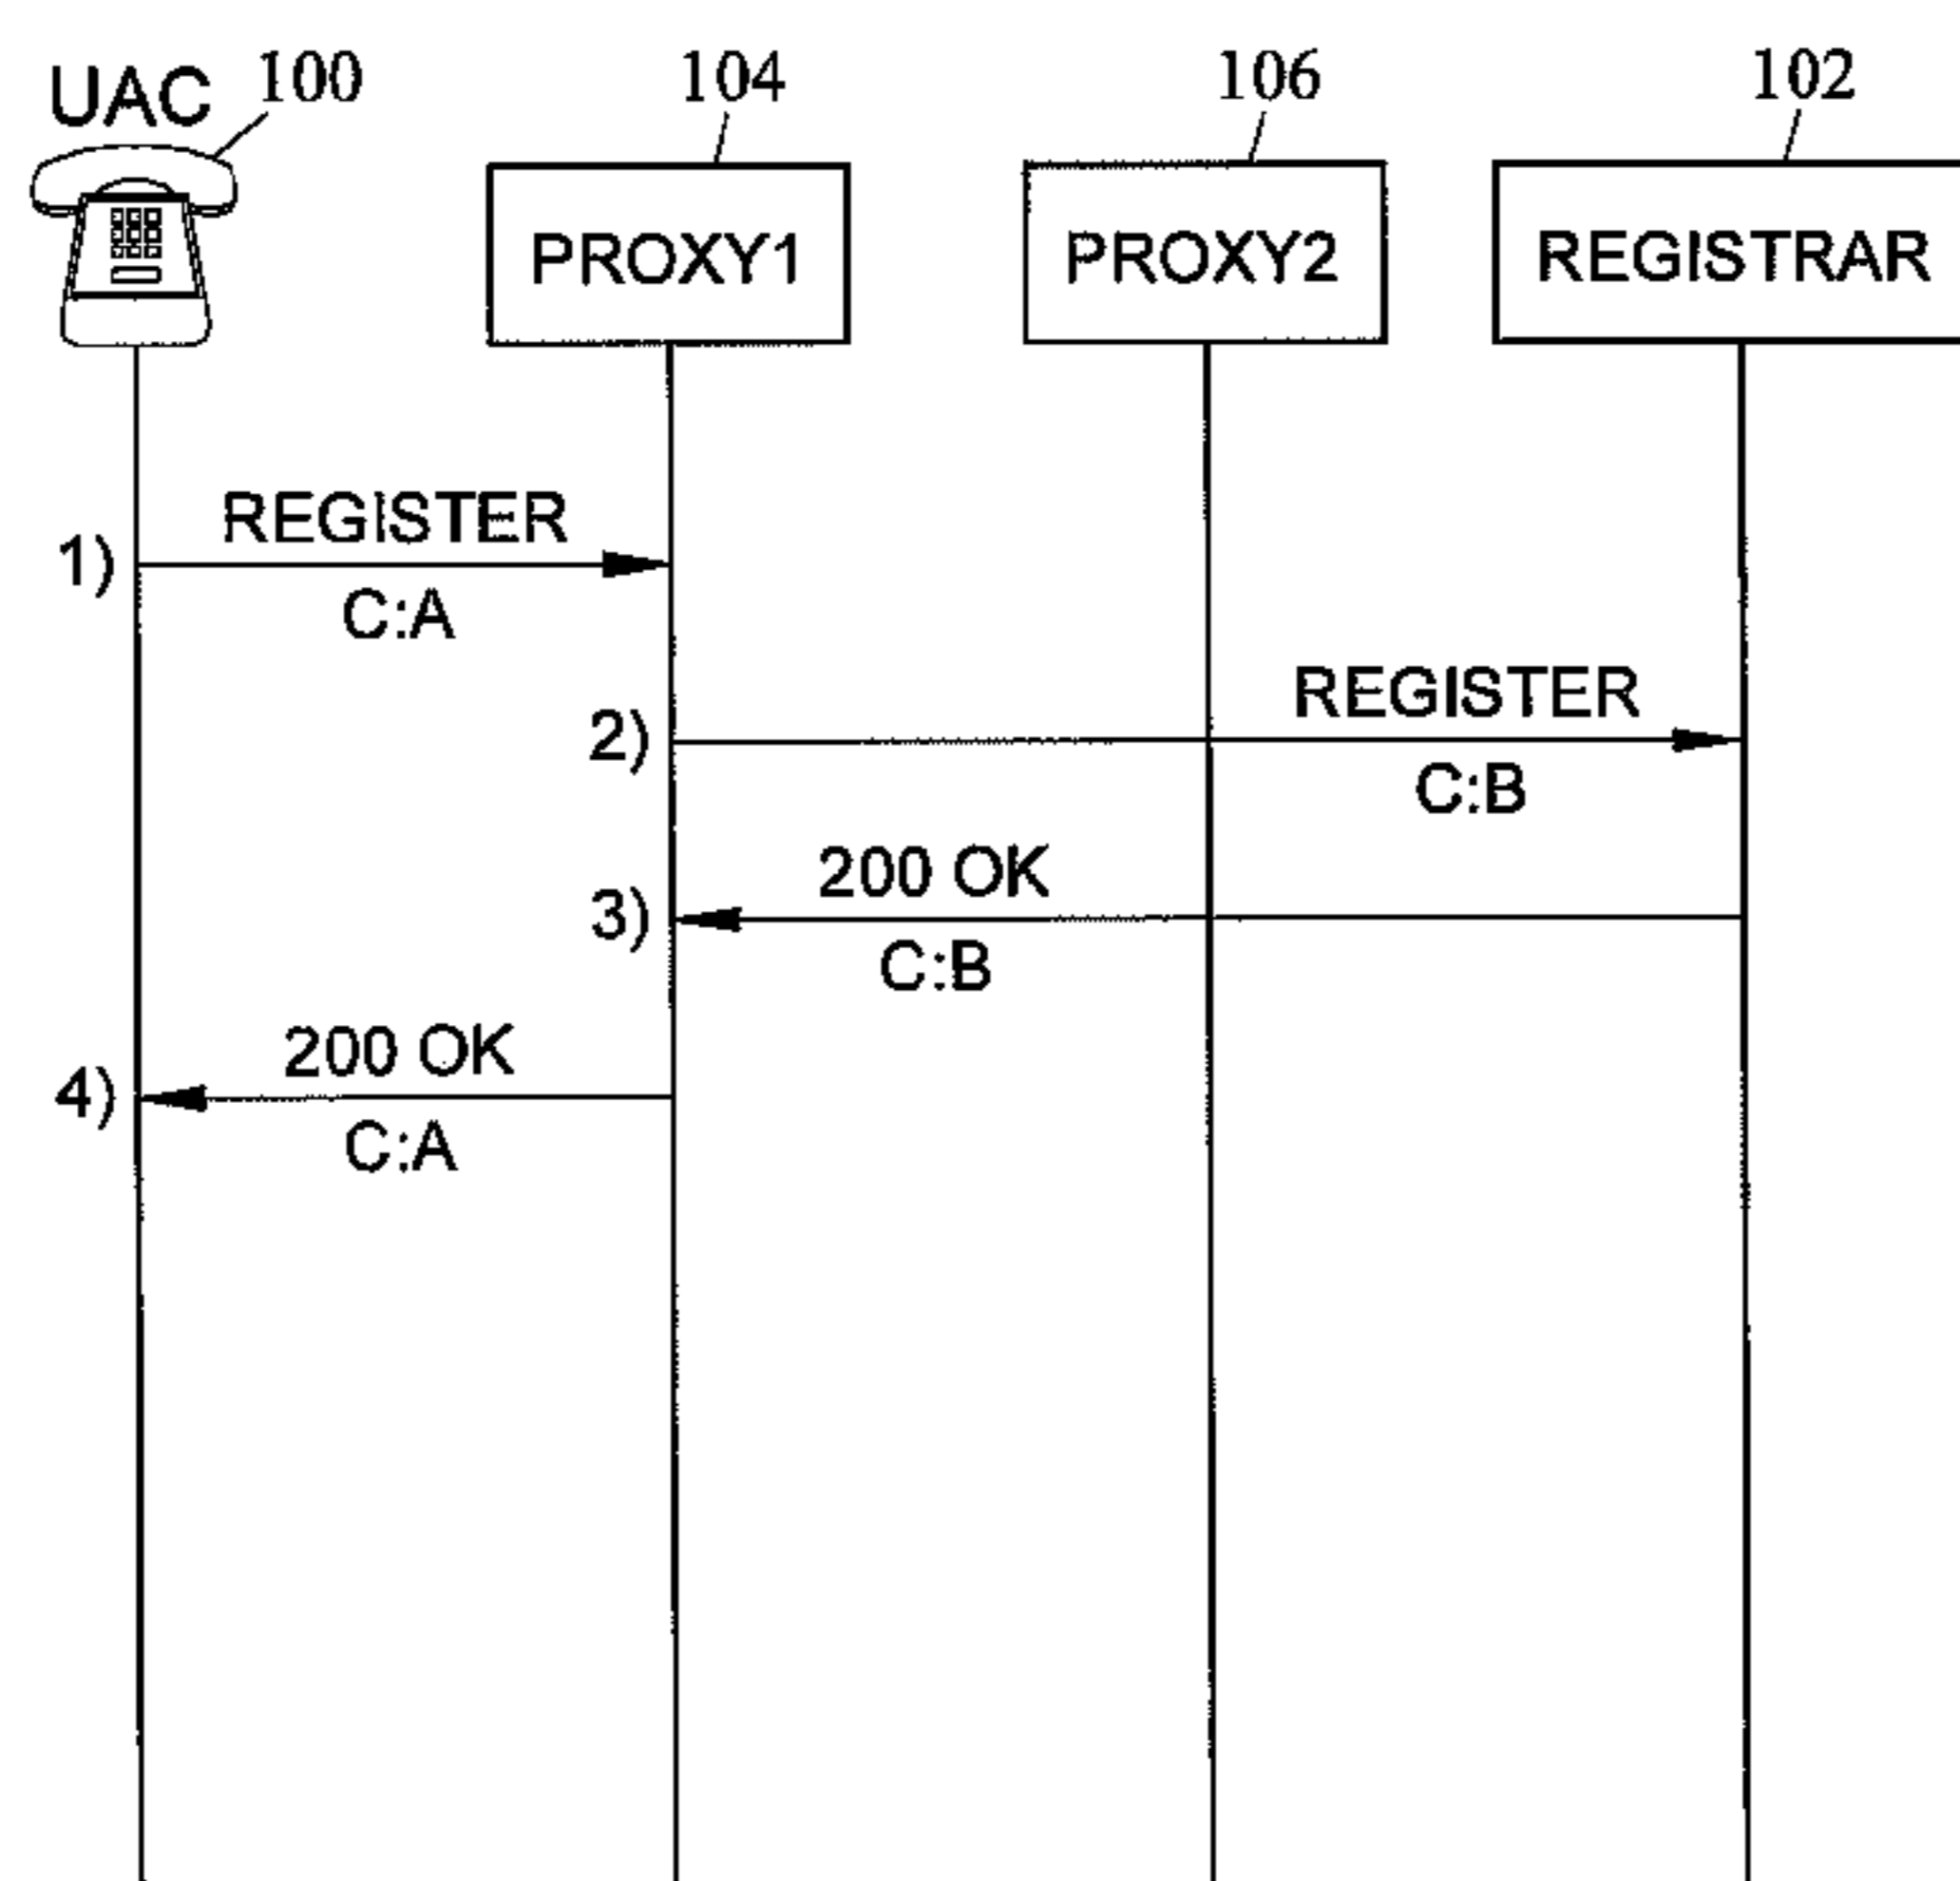 UAC 100
104
106
102
PROXY1
PROXY2
REGISTRAR
1)
REGISTER
C:A
2)
REGISTER
C:B
3)
200 OK
C:B
4)
200 OK
C:A